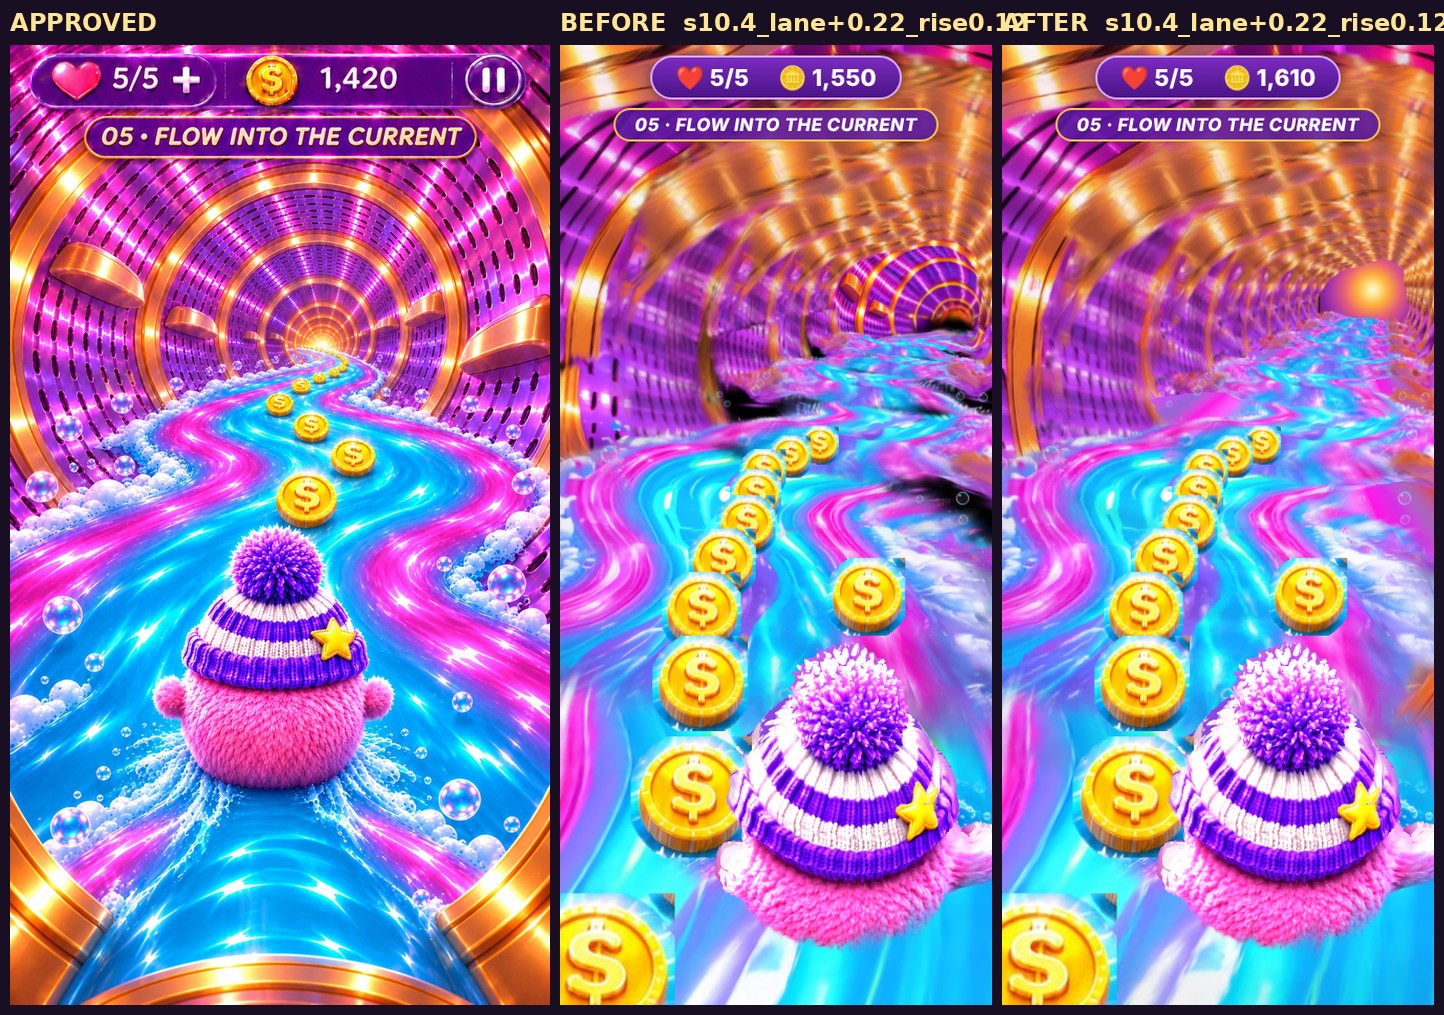 APPROVED
5/5 + $ 1,420
05 • FLOW INTO THE CURRENT
BEFORE s10.4_lane+0.22_rise0.12
5/5 1,550
05 · FLOW INTO THE CURRENT
AFTER s10.4_lane+0.22_rise0.12
5/5 1,610
05 · FLOW INTO THE CURRENT